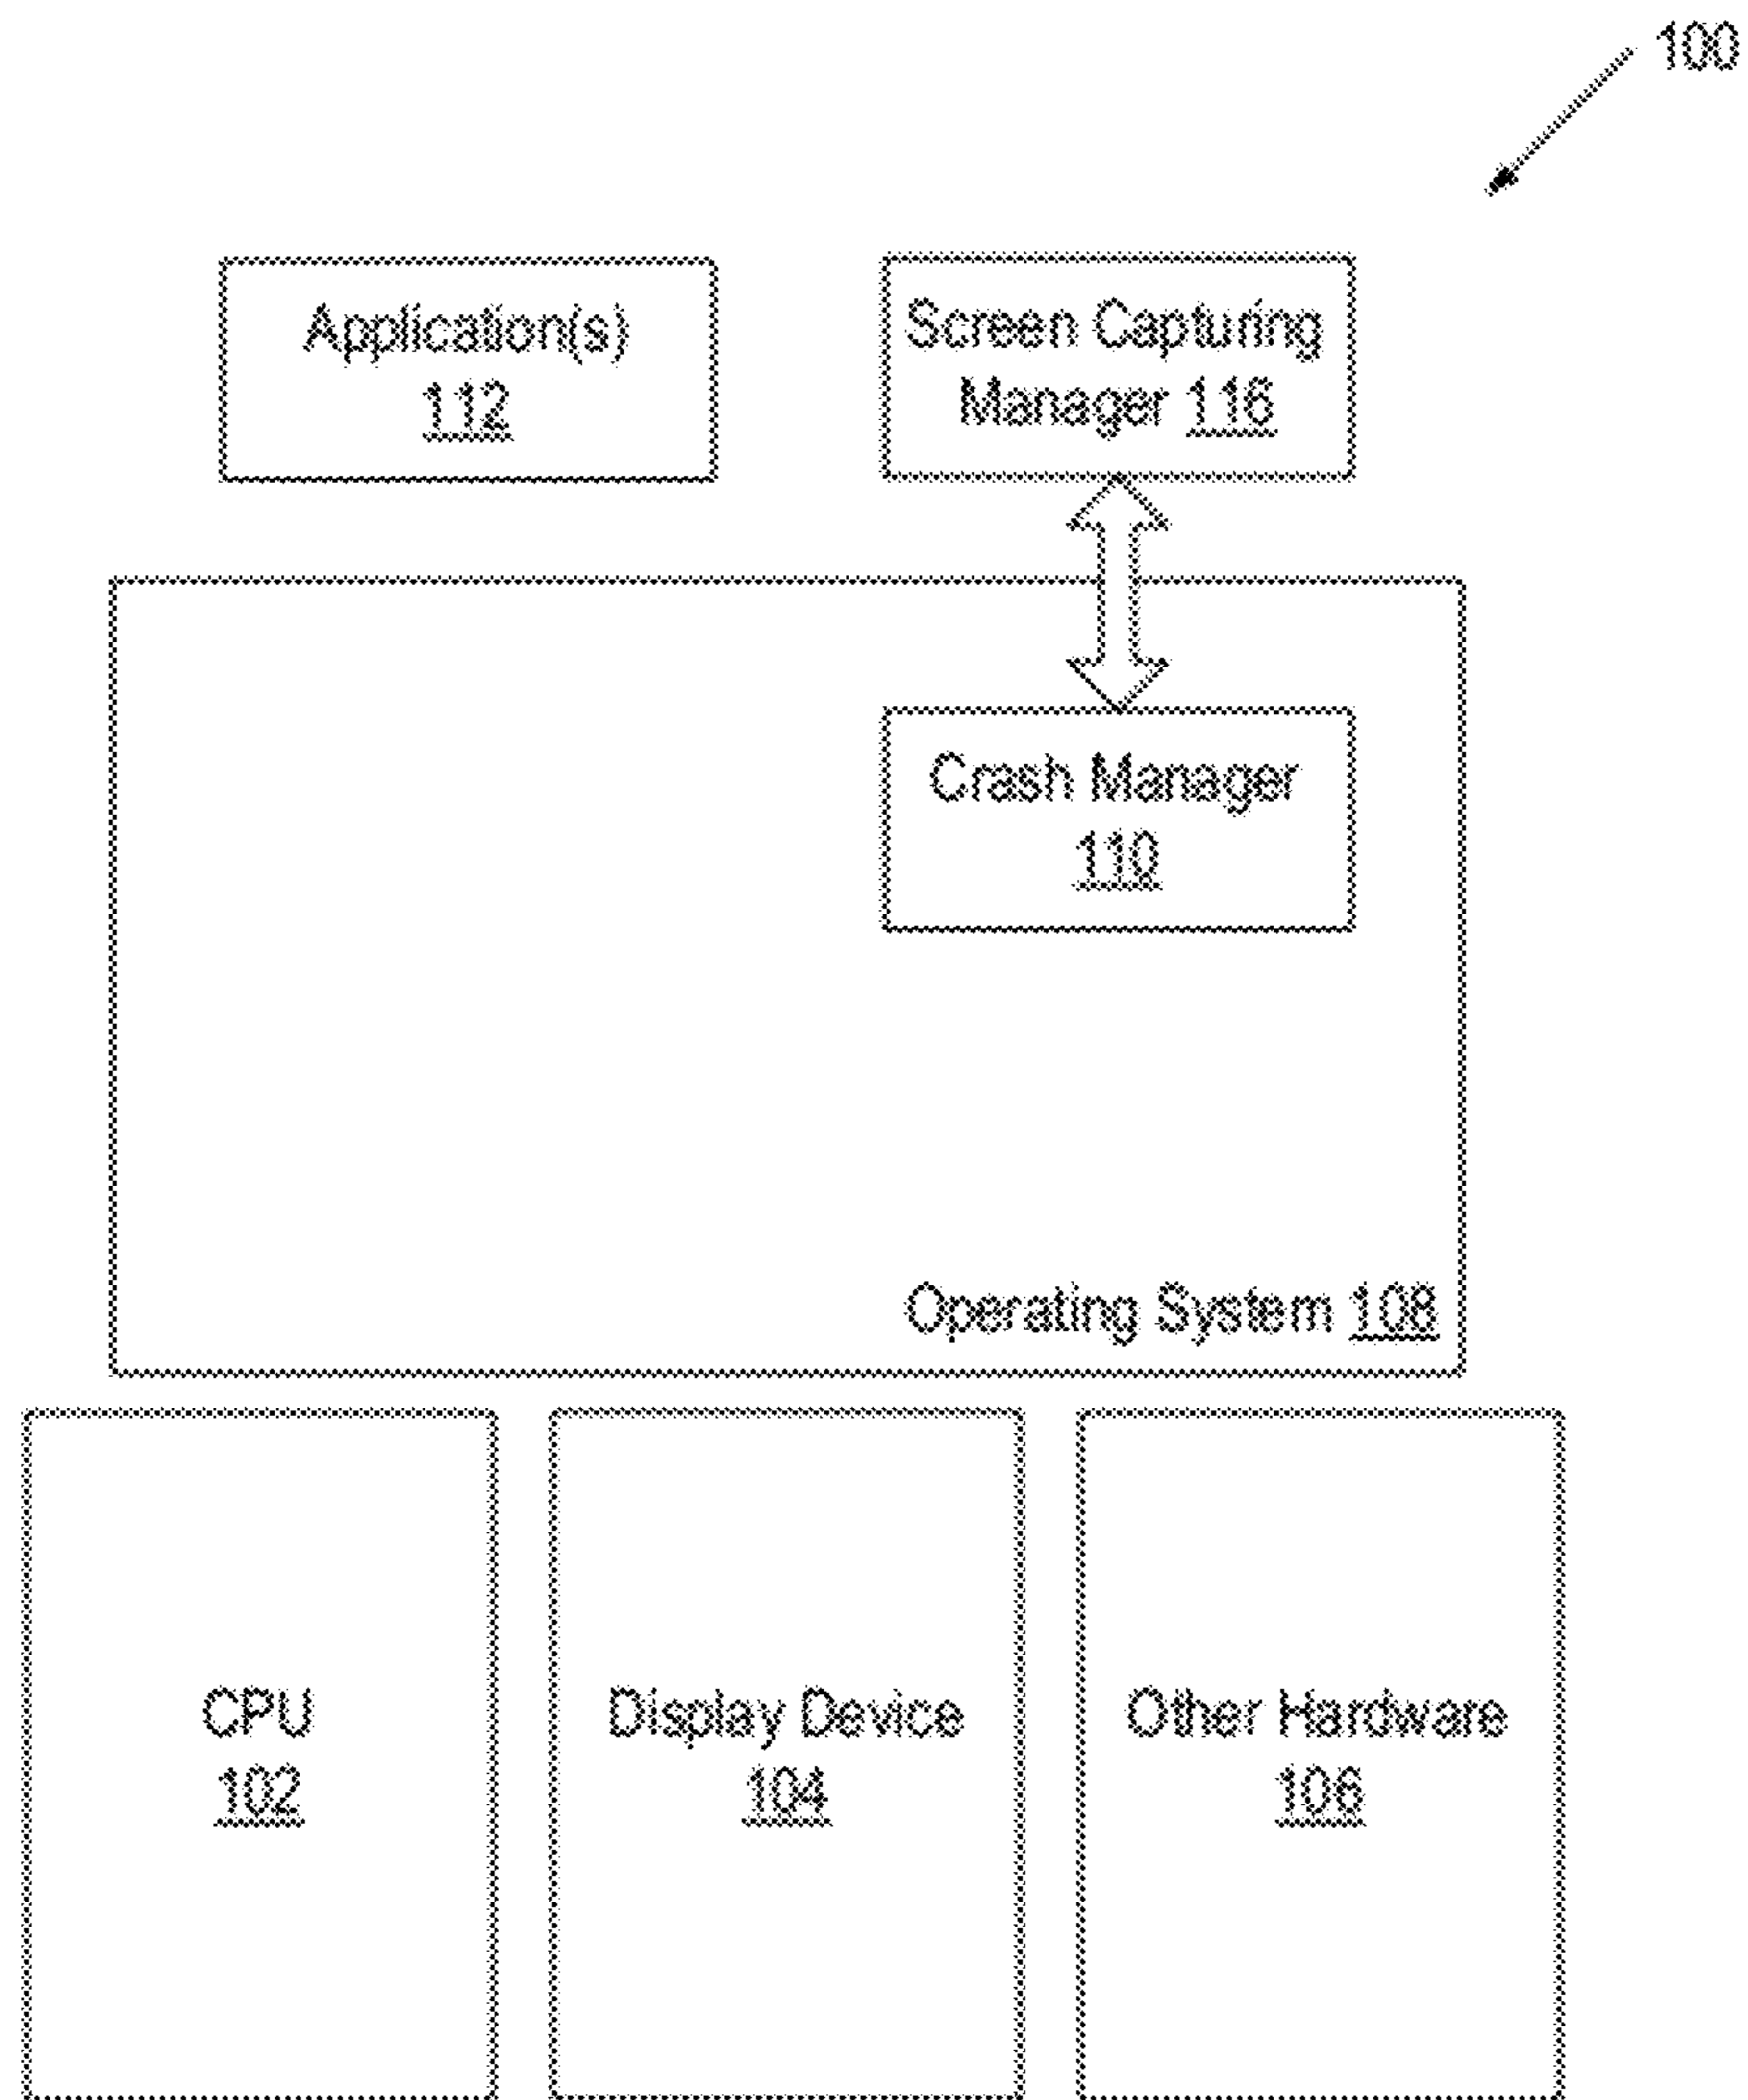 100
Application(s)
112
Screen Capturing
Manager 116
Crash Manager
110
Operating System 108
CPU
102
Display Device
104
Other Hardware
106